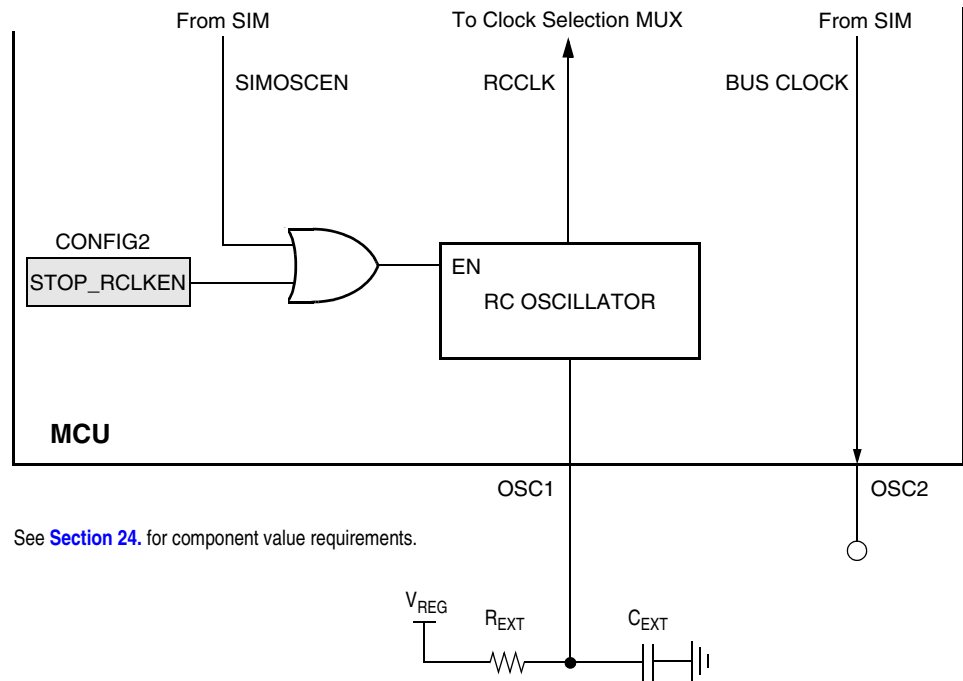 From SIM
To Clock Selection MUX
From SIM
SIMOSCEN
RCCLK
BUS CLOCK
CONFIG2
STOP_RCLKEN
EN
RC OSCILLATOR
MCU
OSC1
OSC2
See Section 24. for component value requirements.
VREG
REXT
CEXT